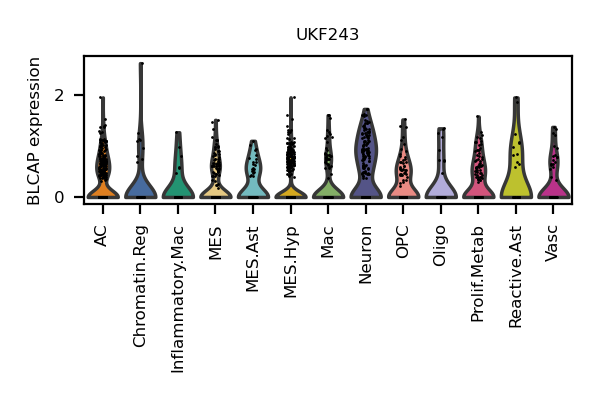 UKF243
BLCAP expression
2
0
AC
Chromatin.Reg
Inflammatory.Mac
MES
MES.Ast
MES.Hyp
Mac
Neuron
OPC
Oligo
Prolif.Metab
Reactive.Ast
Vasc